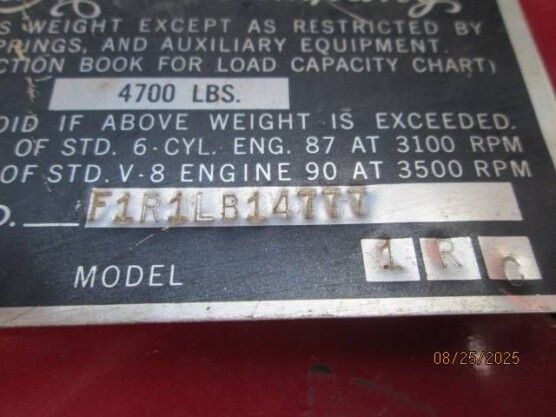 S WEIGHT EXCEPT AS RESTRICTED BY
PRINGS, AND AUXILIARY EQUIPMENT.
CTION BOOK FOR LOAD CAPACITY CHART)
4700 LBS.
OID IF ABOVE WEIGHT IS EXCEEDED.
OF STD. 6-CYL. ENG. 87 AT 3100 RPM
OF STD. V-8 ENGINE 90 AT 3500 RPM
O. F1R1LB14777
MODEL 1 R
08/25/2025